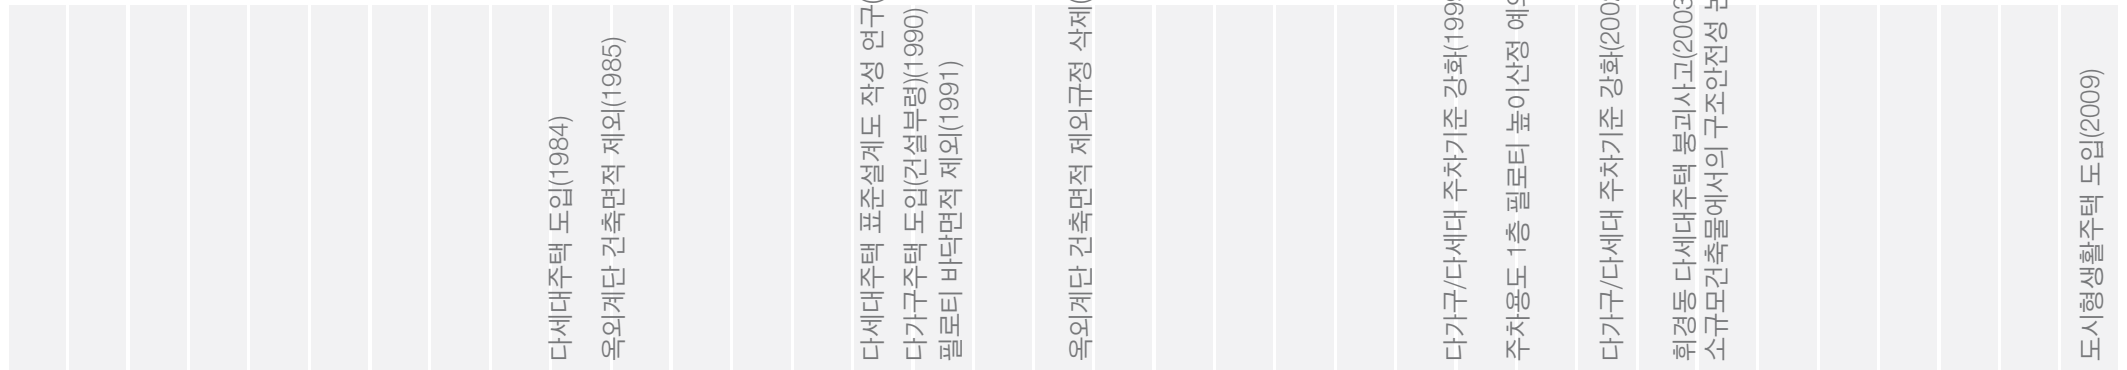 다세대주택 도입(1984)
옥외계단 건축면적 제외(1985)
다세대주택 표준설계도 작성 연구(
다가구주택 도입(건설부령)(1990)
필로티 바닥면적 제외(1991)
옥외계단 건축면적 제외규정 삭제(
다가구/다세대 주차기준 강화(199
주차용도 1층 필로티 높이산정
다가구/다세대 주차기준 강화(200
휘경동 다세대주택 붕괴사고(2003
소규모건축물에서의 구조안전성
도시형생활주택 도입(2009)